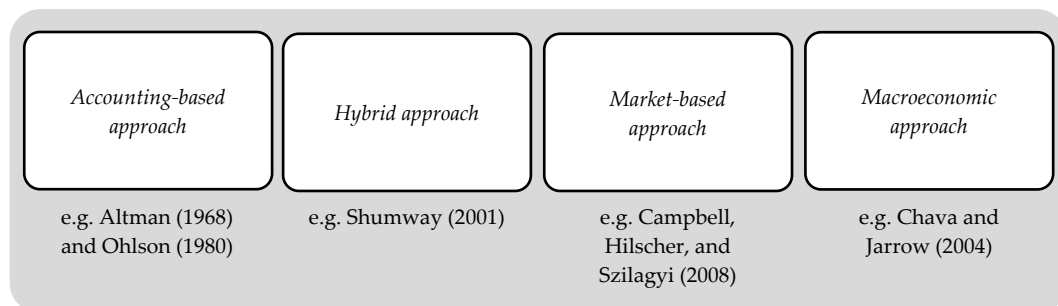 Accounting-based
approach
Hybrid approach
Market-based
approach
Macroeconomic
approach
e.g. Altman (1968)
and Ohlson (1980)
e.g. Shumway (2001)
e.g. Campbell,
Hilscher, and
Szilagyi (2008)
e.g. Chava and
Jarrow (2004)